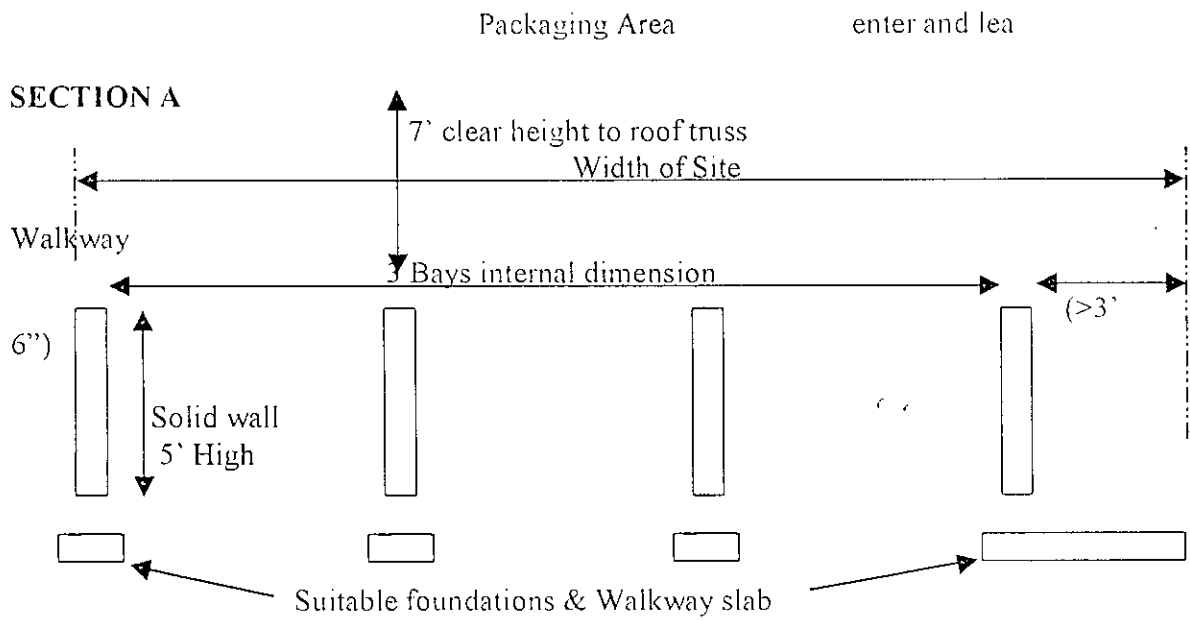 Packaging Area enter and lea
SECTION A
7' clear height to roof truss
Width of Site
Walkway
3 Bays internal dimension
(>3'
6")
Solid wall
5' High
Suitable foundations & Walkway slab